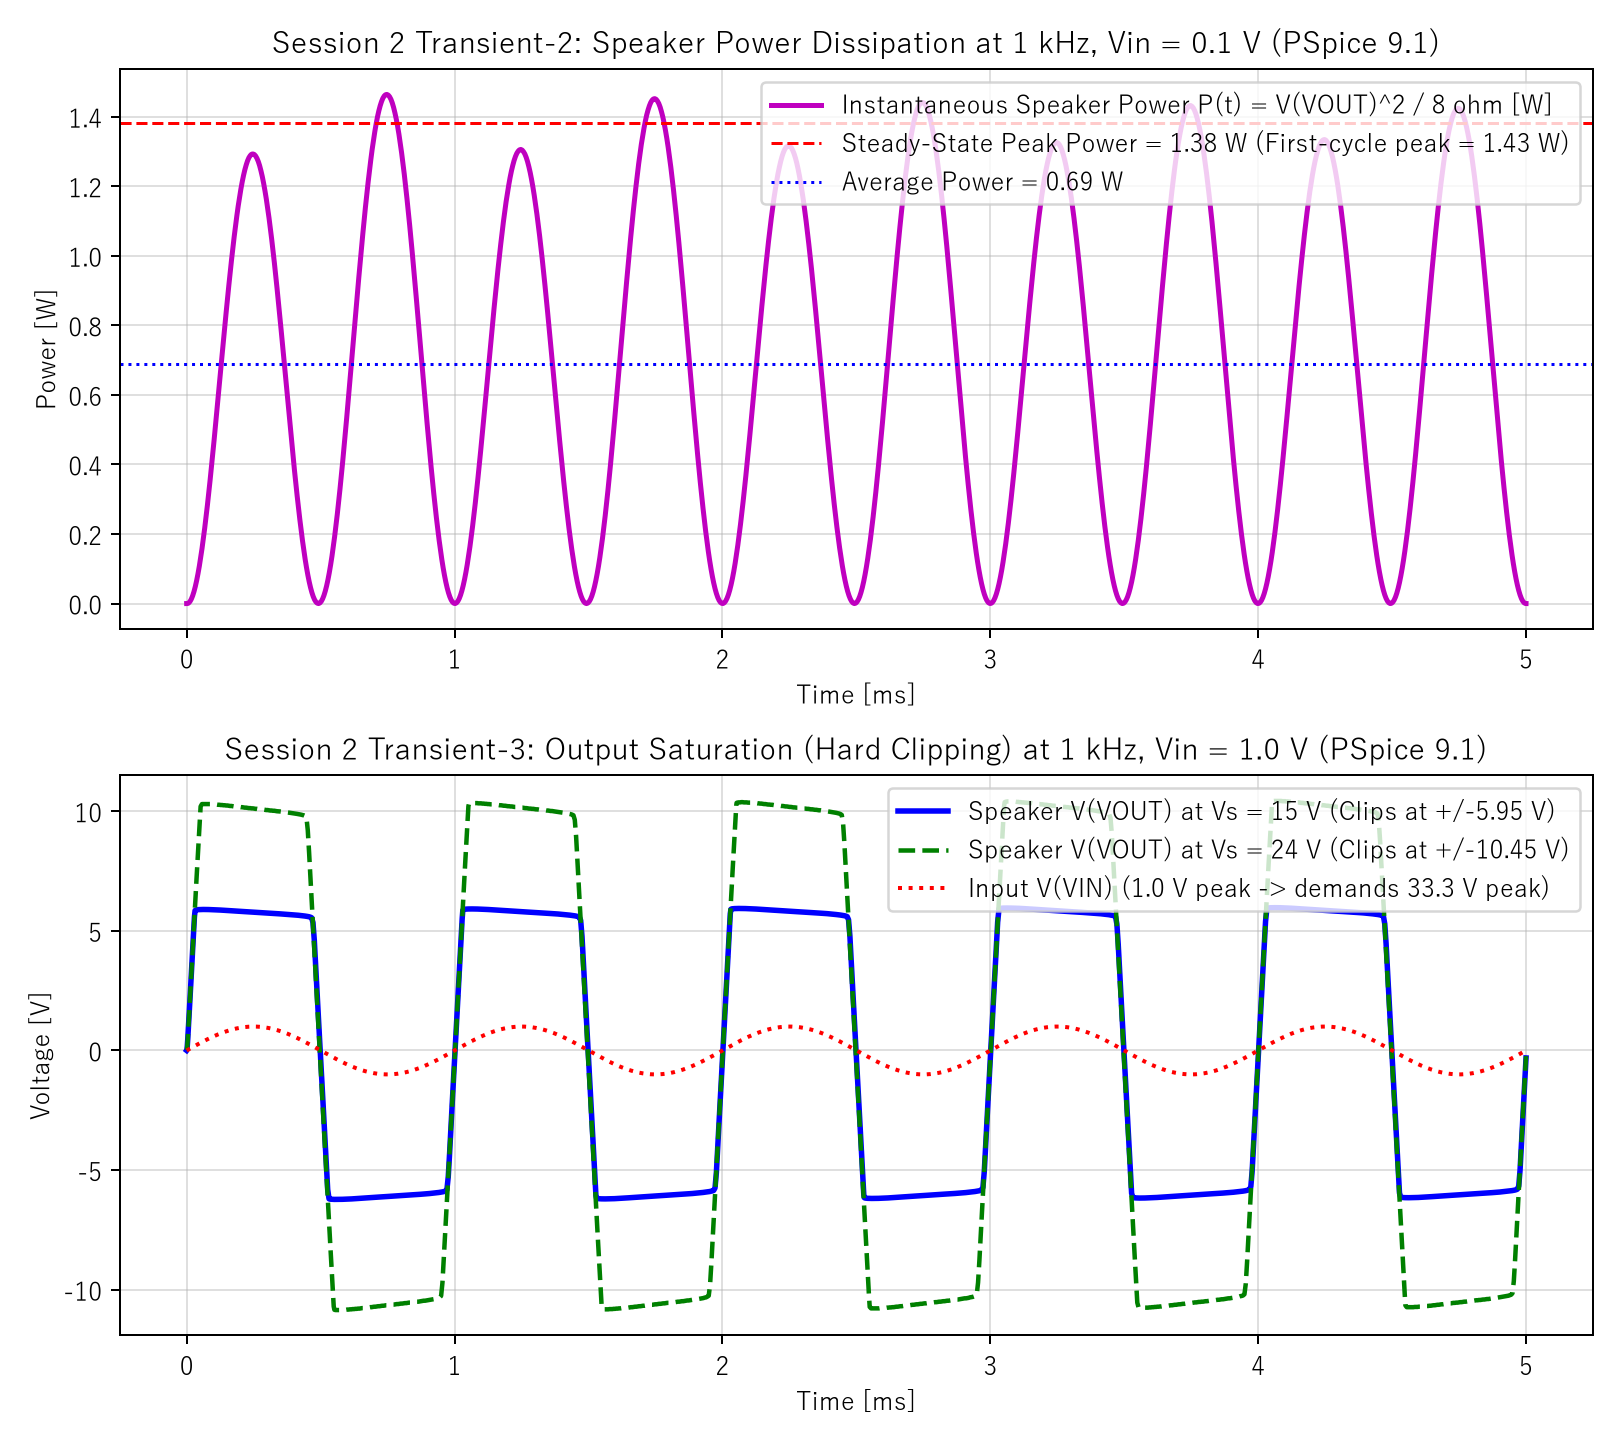 Session 2 Transient-2: Speaker Power Dissipation at 1 kHz, Vin = 0.1 V (PSpice 9.1)
Instantaneous Speaker Power P(t) = V(VOUT)^2 / 8 ohm [W]
Steady-State Peak Power = 1.38 W (First-cycle peak = 1.43 W)
Average Power = 0.69 W
Power [W]
1.4
1.2
1.0
0.8
0.6
0.4
0.2
0.0
0 1 2 3 4 5
Time [ms]
Session 2 Transient-3: Output Saturation (Hard Clipping) at 1 kHz, Vin = 1.0 V (PSpice 9.1)
Speaker V(VOUT) at Vs = 15 V (Clips at +/-5.95 V)
Speaker V(VOUT) at Vs = 24 V (Clips at +/-10.45 V)
Input V(VIN) (1.0 V peak -> demands 33.3 V peak)
Voltage [V]
10
5
0
-5
-10
0 1 2 3 4 5
Time [ms]